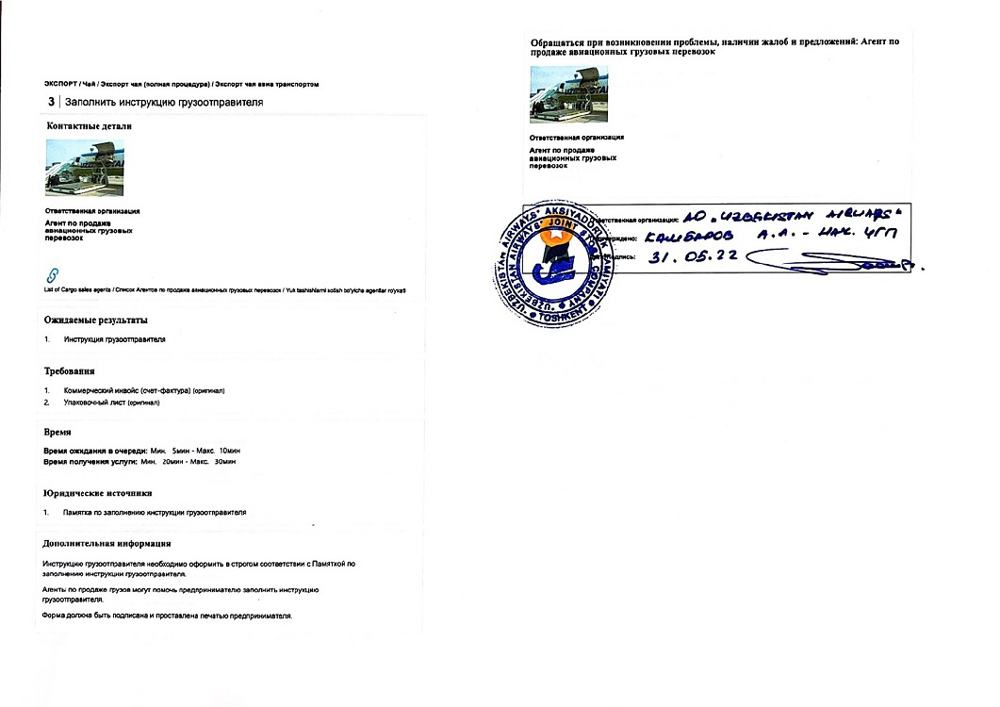 ЭКСПОРТ / Чай / Экспорт чая (полная процедура) / Экспорт чая авиа транспортом
3 | Заполнить инструкцию грузоотправителя
Контактные детали
Ответственная организация
Агент по продаже
авиационных грузовых
перевозок
List of Cargo sales agents / Список Агентов по продаже авиационных грузовых перевозок / Yuk tashishlarni sotish bo'yicha agentlar ro'yxati
Ожидаемые результаты
1. Инструкция грузоотправителя
Требования
1. Коммерческий инвойс (счет-фактура) (оригинал)
2. Упаковочный лист (оригинал)
Время
Время ожидания в очереди: Мин. 5мин - Макс. 10мин
Время получения услуги: Мин. 20мин - Макс. 30мин
Юридические источники
1. Памятка по заполнению инструкции грузоотправителя
Дополнительная информация
Инструкцию грузоотправителя необходимо оформить в строгом соответствии с Памяткой по
заполнению инструкции грузоотправителя.
Агенты по продаже грузов могут помочь предпринимателю заполнить инструкцию
грузоотправителя.
Форма должна быть подписана и проставлена печатью предпринимателя.
Обращаться при возникновении проблемы, наличии жалоб и предложений: Агент по
продаже авиационных грузовых перевозок
Ответственная организация
Агент по продаже
авиационных грузовых
перевозок
Ответственная организация: АО "UZBEKISTAN AIRWAYS"
КАМБАРОВ А.А. - НАЧ. УГП
31.05.22
"UZBEKISTAN AIRWAYS" AKSIYADORLIK JAMIYATI
"UZBEKISTAN AIRWAYS" JOINT STOCK COMPANY
TOSHKENT